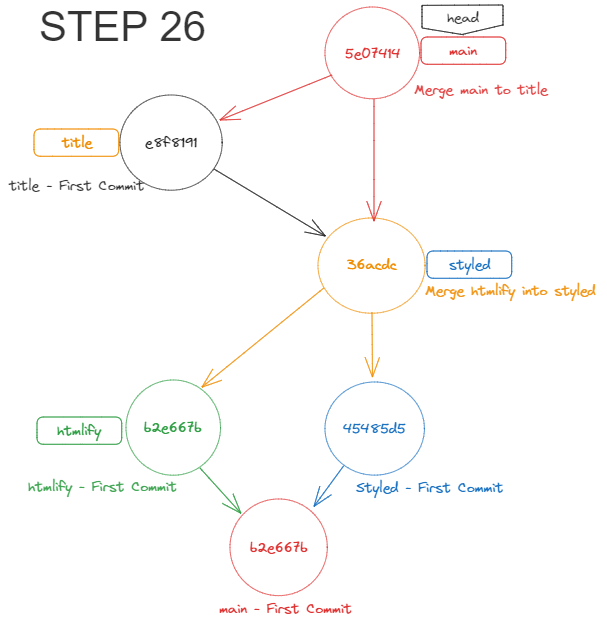 STEP 26
head
5e07414
main
Merge main to title
title
e8f8191
title - First Commit
36acdc
styled
Merge htmlify into styled
htmlify
b2e667b
45485d5
htmlify - First Commit
Styled - First Commit
b2e667b
main - First Commit